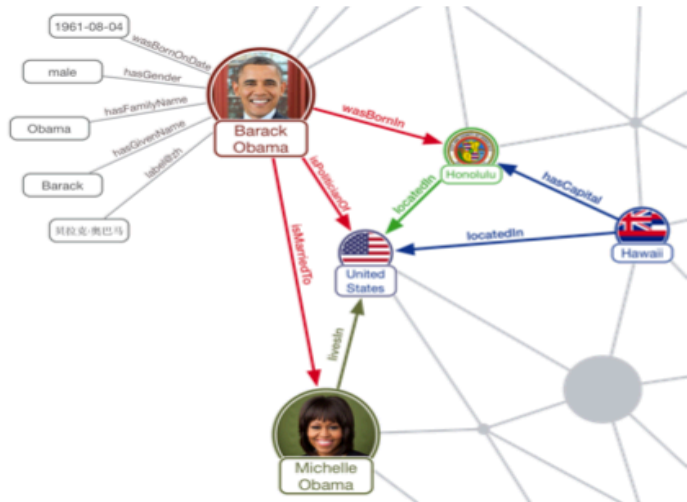 1961-08-04
wasBornOnDate
male
hasGender
hasFamilyName
Obama
hasGivenName
Barack
label@zh
贝拉克·奥巴马
Barack
Obama
wasBornIn
isPoliticianOf
isMarriedTo
Honolulu
locatedIn
hasCapital
locatedIn
Hawaii
United
States
livesIn
Michelle
Obama